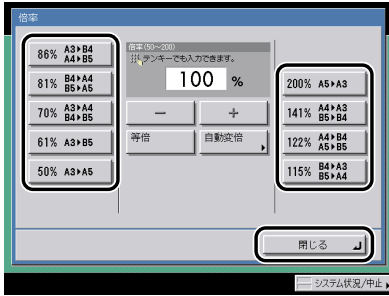 倍率
86% A3▶B4
A4▶B5
81% B4▶A4
B5▶A5
70% A3▶A4
B4▶B5
61% A3▶B5
50% A3▶A5
倍率(50~200)
テンキーでも入力できます。
100 %
−
+
等倍
自動変倍
200% A5▶A3
141% A4▶A3
B5▶B4
122% A4▶B4
A5▶B5
115% B4▶A3
B5▶A4
閉じる
システム状況/中止